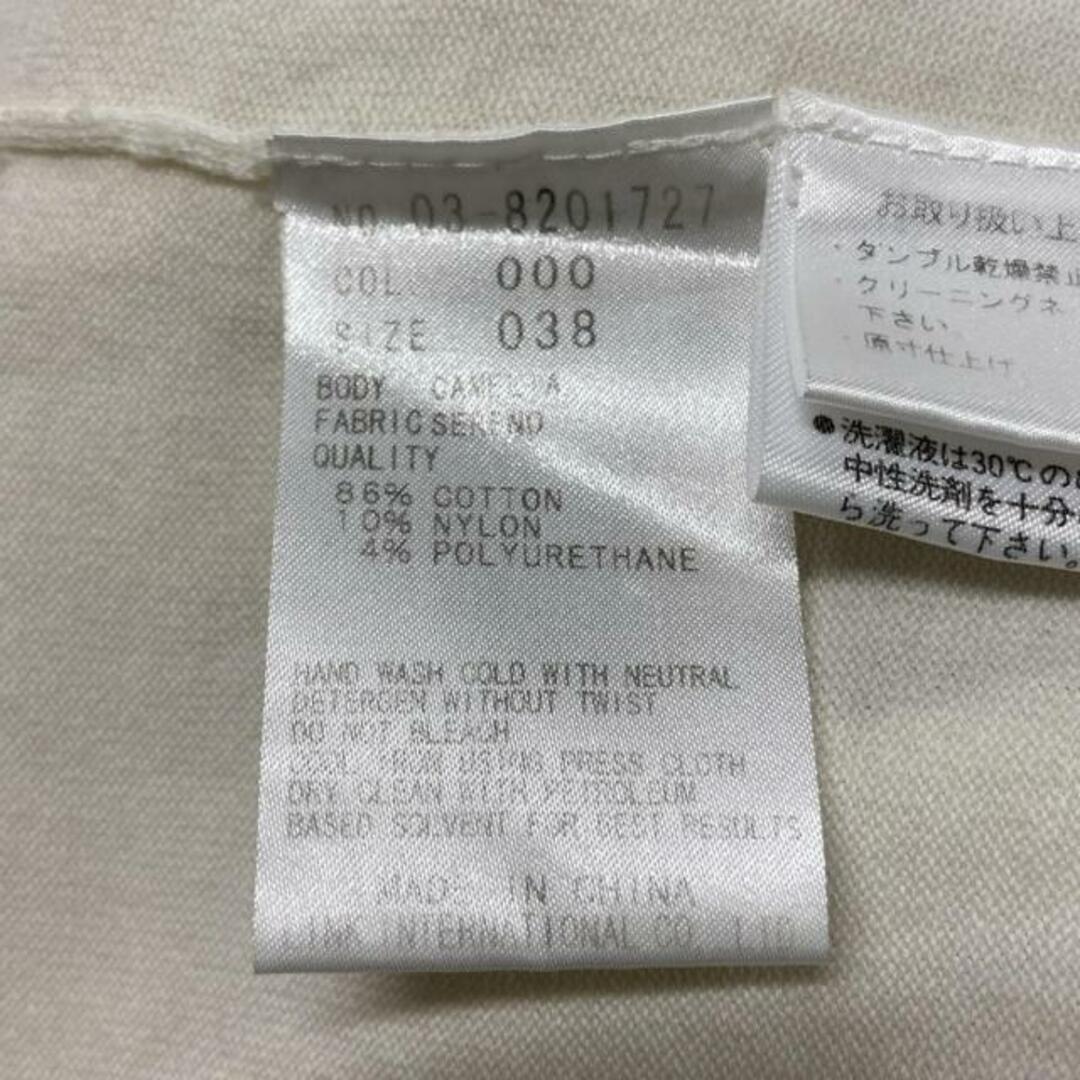 NO. 03-8201727
COL. 000
SIZE 038
BODY CAMELIA
FABRIC SERENO
QUALITY
86% COTTON
10% NYLON
4% POLYURETHANE
HAND WASH COLD WITH NEUTRAL
DETERGEN WITHOUT TWIST
DO NOT BLEACH
COOL IRON USING PRESS CLOTH
DRY CLEAN WITH PETROLEUM
BASED SOLVENT FOR BEST RESULTS
MADE IN CHINA
LINK INTERNATIONAL CO. LTD
お取り扱い上
・タンブル乾燥禁止
・クリーニングネ
下さい
・原寸仕上げ
●洗濯液は30℃の
中性洗剤を十分
ら洗って下さい。